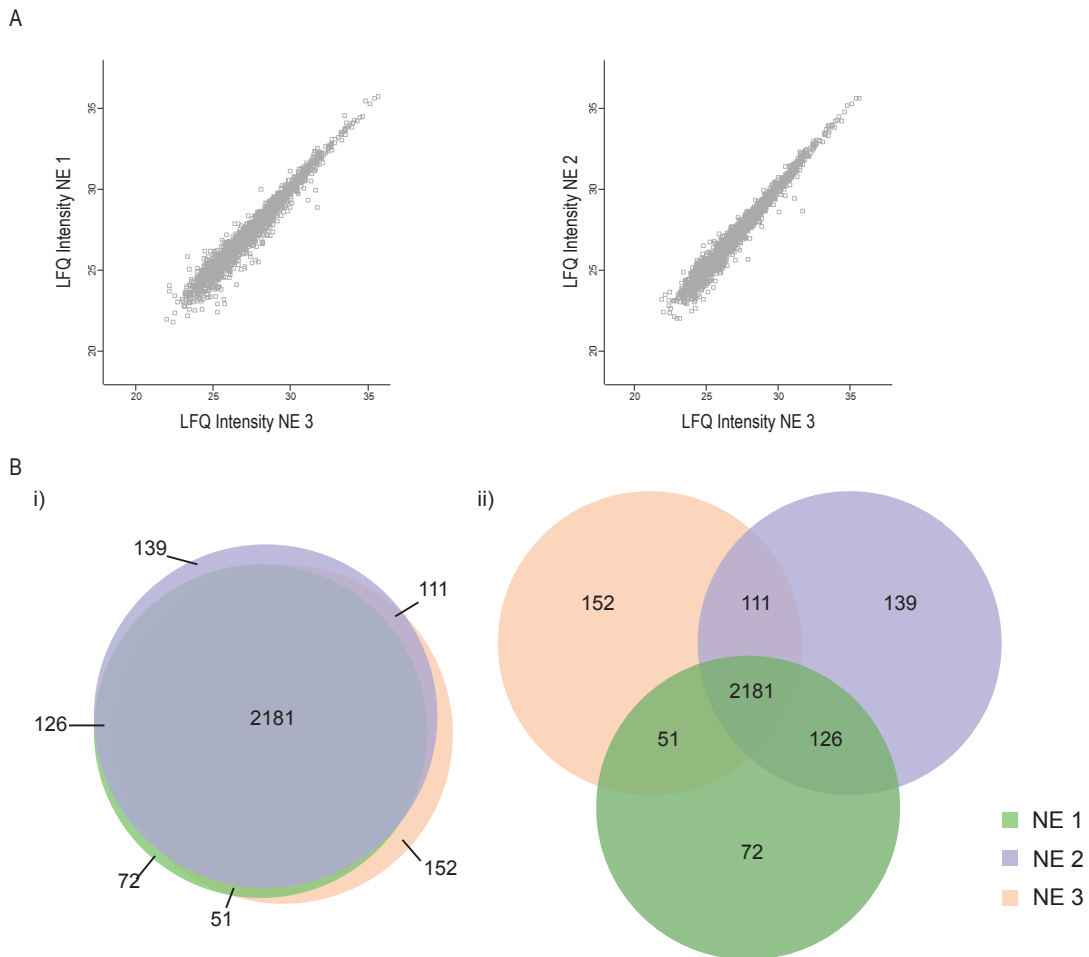 A
35
30
25
20
LFQ Intensity NE 1
20 25 30 35
LFQ Intensity NE 3
35
30
25
20
LFQ Intensity NE 2
20 25 30 35
LFQ Intensity NE 3
B
i)
139
111
126
2181
72
51
152
ii)
152
111
139
2181
51
126
72
NE 1
NE 2
NE 3